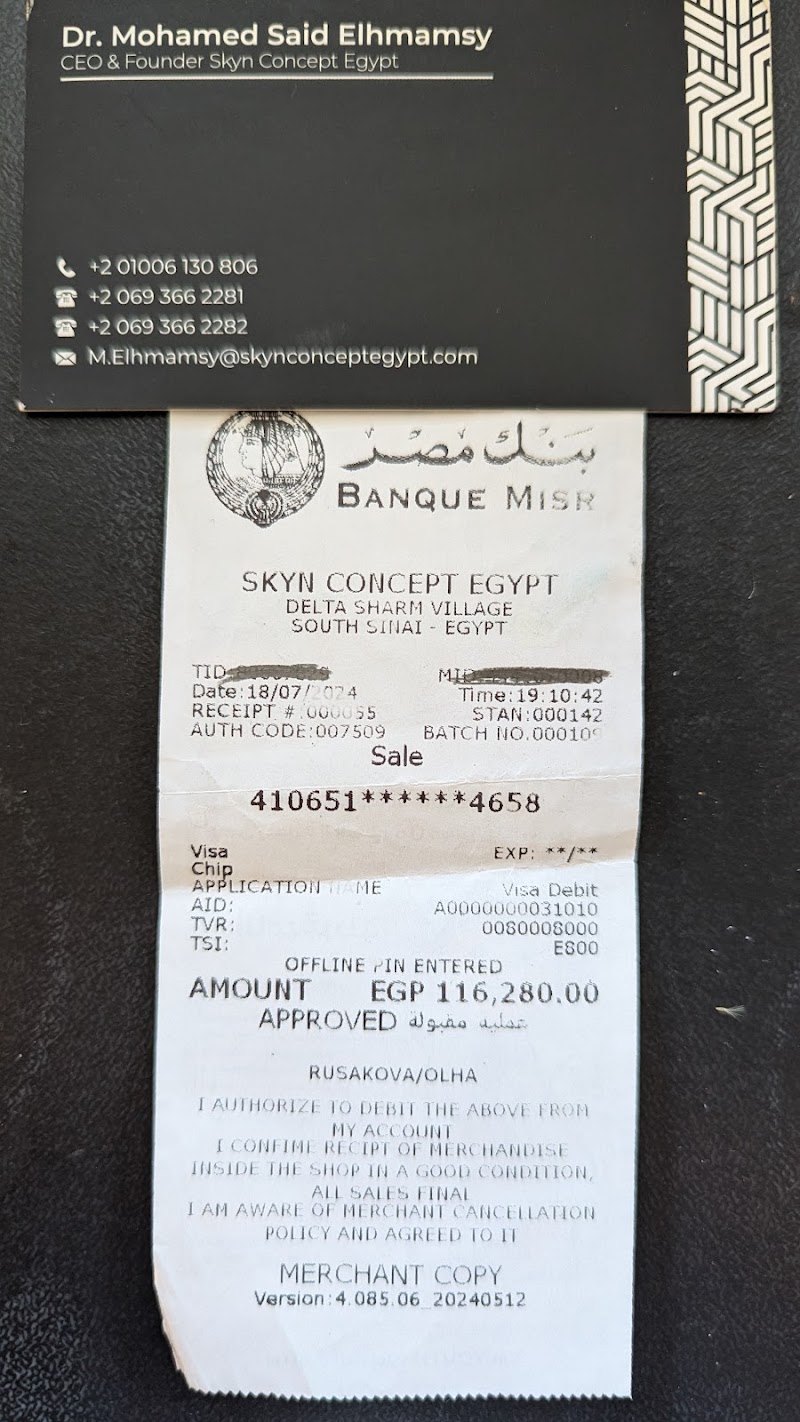 Dr. Mohamed Said Elhmamsy
CEO & Founder Skyn Concept Egypt
+2 01006 130 806
+2 069 366 2281
+2 069 366 2282
M.Elhmamsy@skynconceptegypt.com
بنك مصر
BANQUE MISR
SKYN CONCEPT EGYPT
DELTA SHARM VILLAGE
SOUTH SINAI - EGYPT
TID: MID:
Date:18/07/2024 Time:19:10:42
RECEIPT #:000055 STAN:000142
AUTH CODE:007509 BATCH NO.000109
Sale
410651******4658
Visa EXP: **/**
Chip
APPLICATION NAME Visa Debit
AID: A0000000031010
TVR: 0080008000
TSI: E800
OFFLINE PIN ENTERED
AMOUNT EGP 116,280.00
APPROVED عملية مقبولة
RUSAKOVA/OLHA
I AUTHORIZE TO DEBIT THE ABOVE FROM
MY ACCOUNT
I CONFIME RECIPT OF MERCHANDISE
INSIDE THE SHOP IN A GOOD CONDITION,
ALL SALES FINAL
I AM AWARE OF MERCHANT CANCELLATION
POLICY AND AGREED TO IT
MERCHANT COPY
Version:4.085.06_20240512